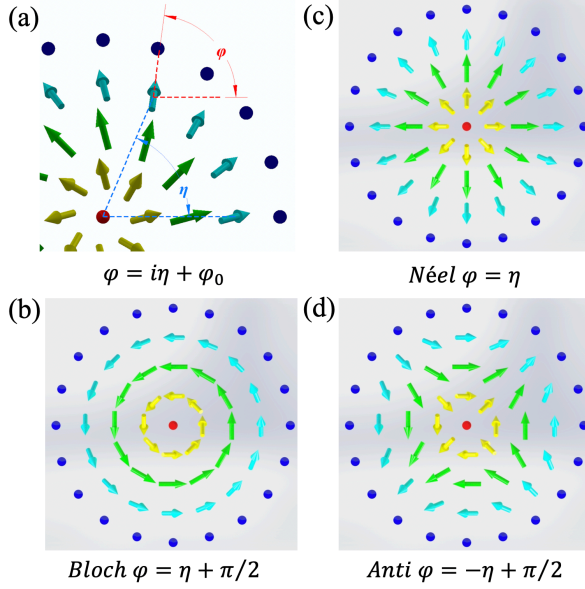 (a)
φ
η
φ = iη + φ₀
(c)
Néel φ = η
(b)
Bloch φ = η + π/2
(d)
Anti φ = −η + π/2